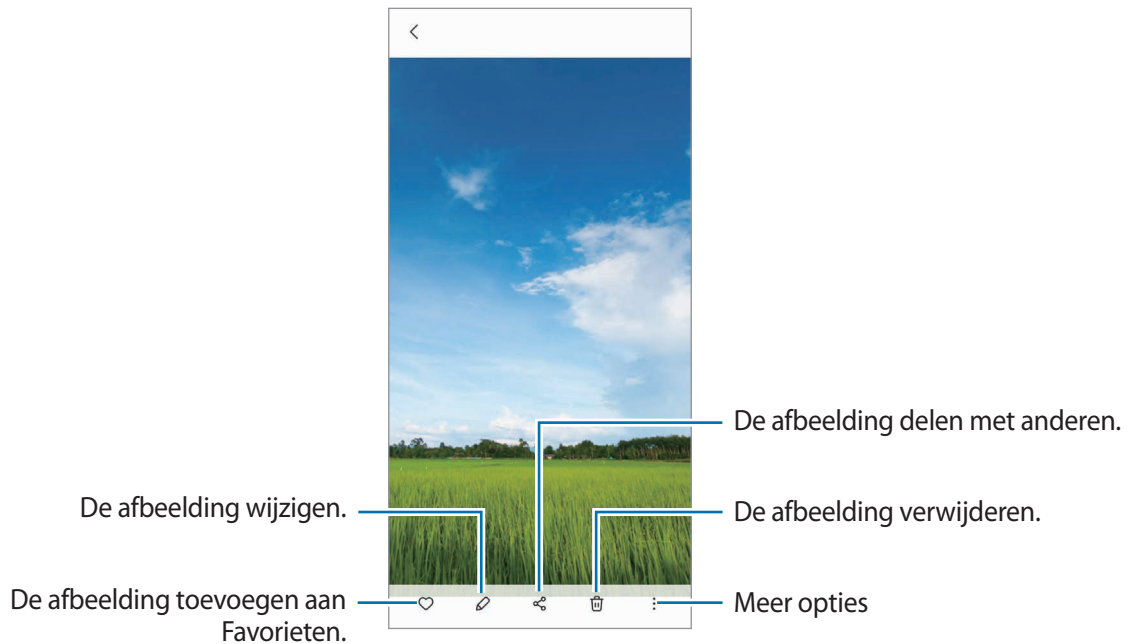 De afbeelding delen met anderen.
De afbeelding wijzigen.
De afbeelding verwijderen.
De afbeelding toevoegen aan
Favorieten.
Meer opties